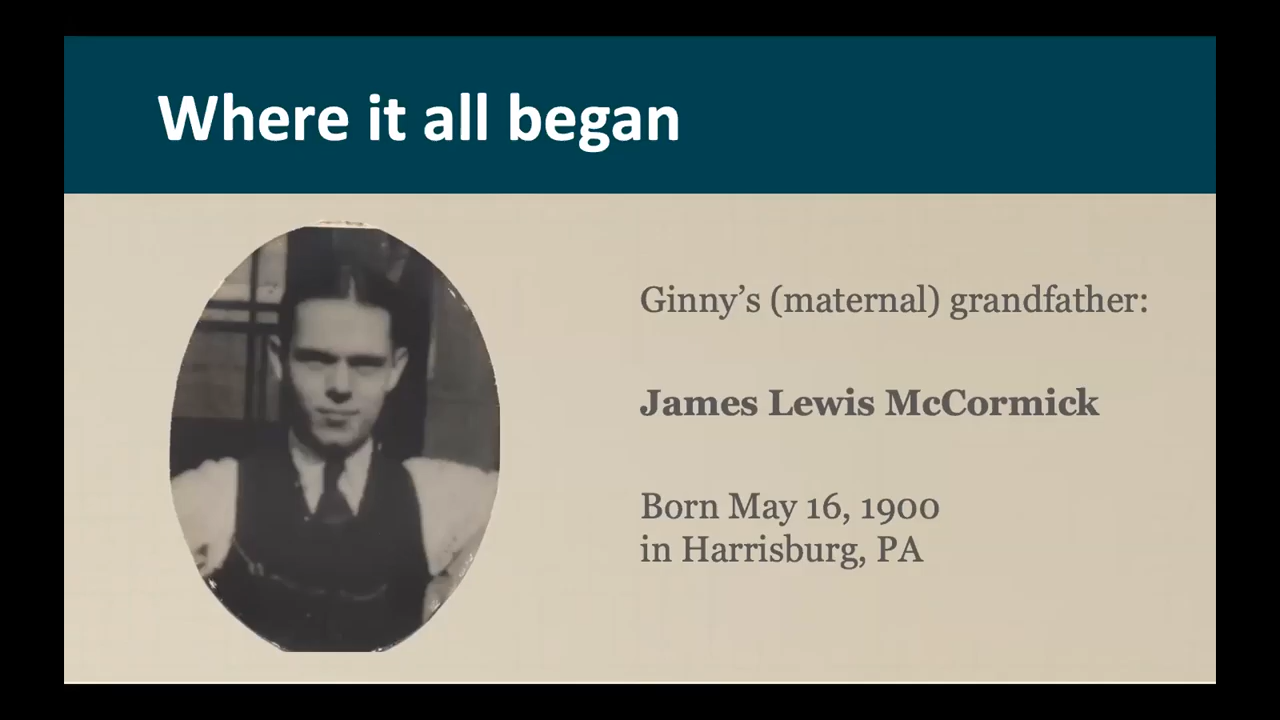 Where it all began
Ginny's (maternal) grandfather:
James Lewis McCormick
Born May 16, 1900
in Harrisburg, PA